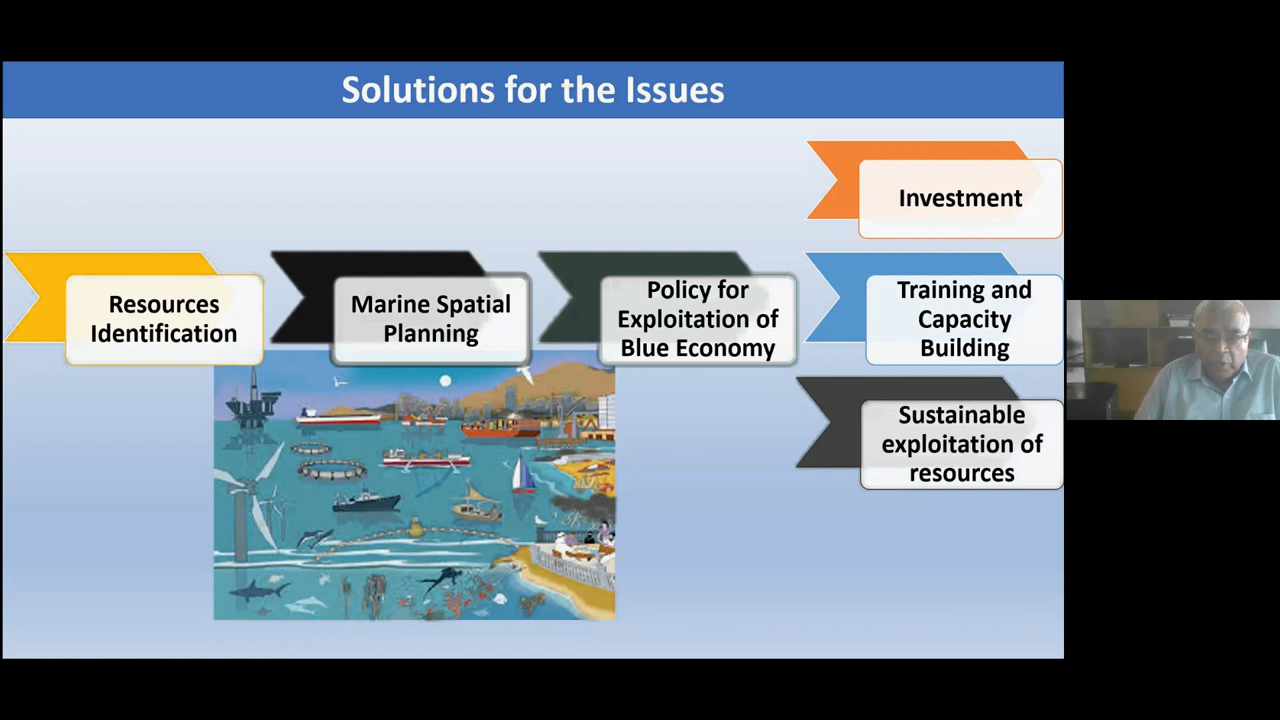 Solutions for the Issues
Investment
Resources
Identification
Marine Spatial
Planning
Policy for
Exploitation of
Blue Economy
Training and
Capacity
Building
Sustainable
exploitation of
resources